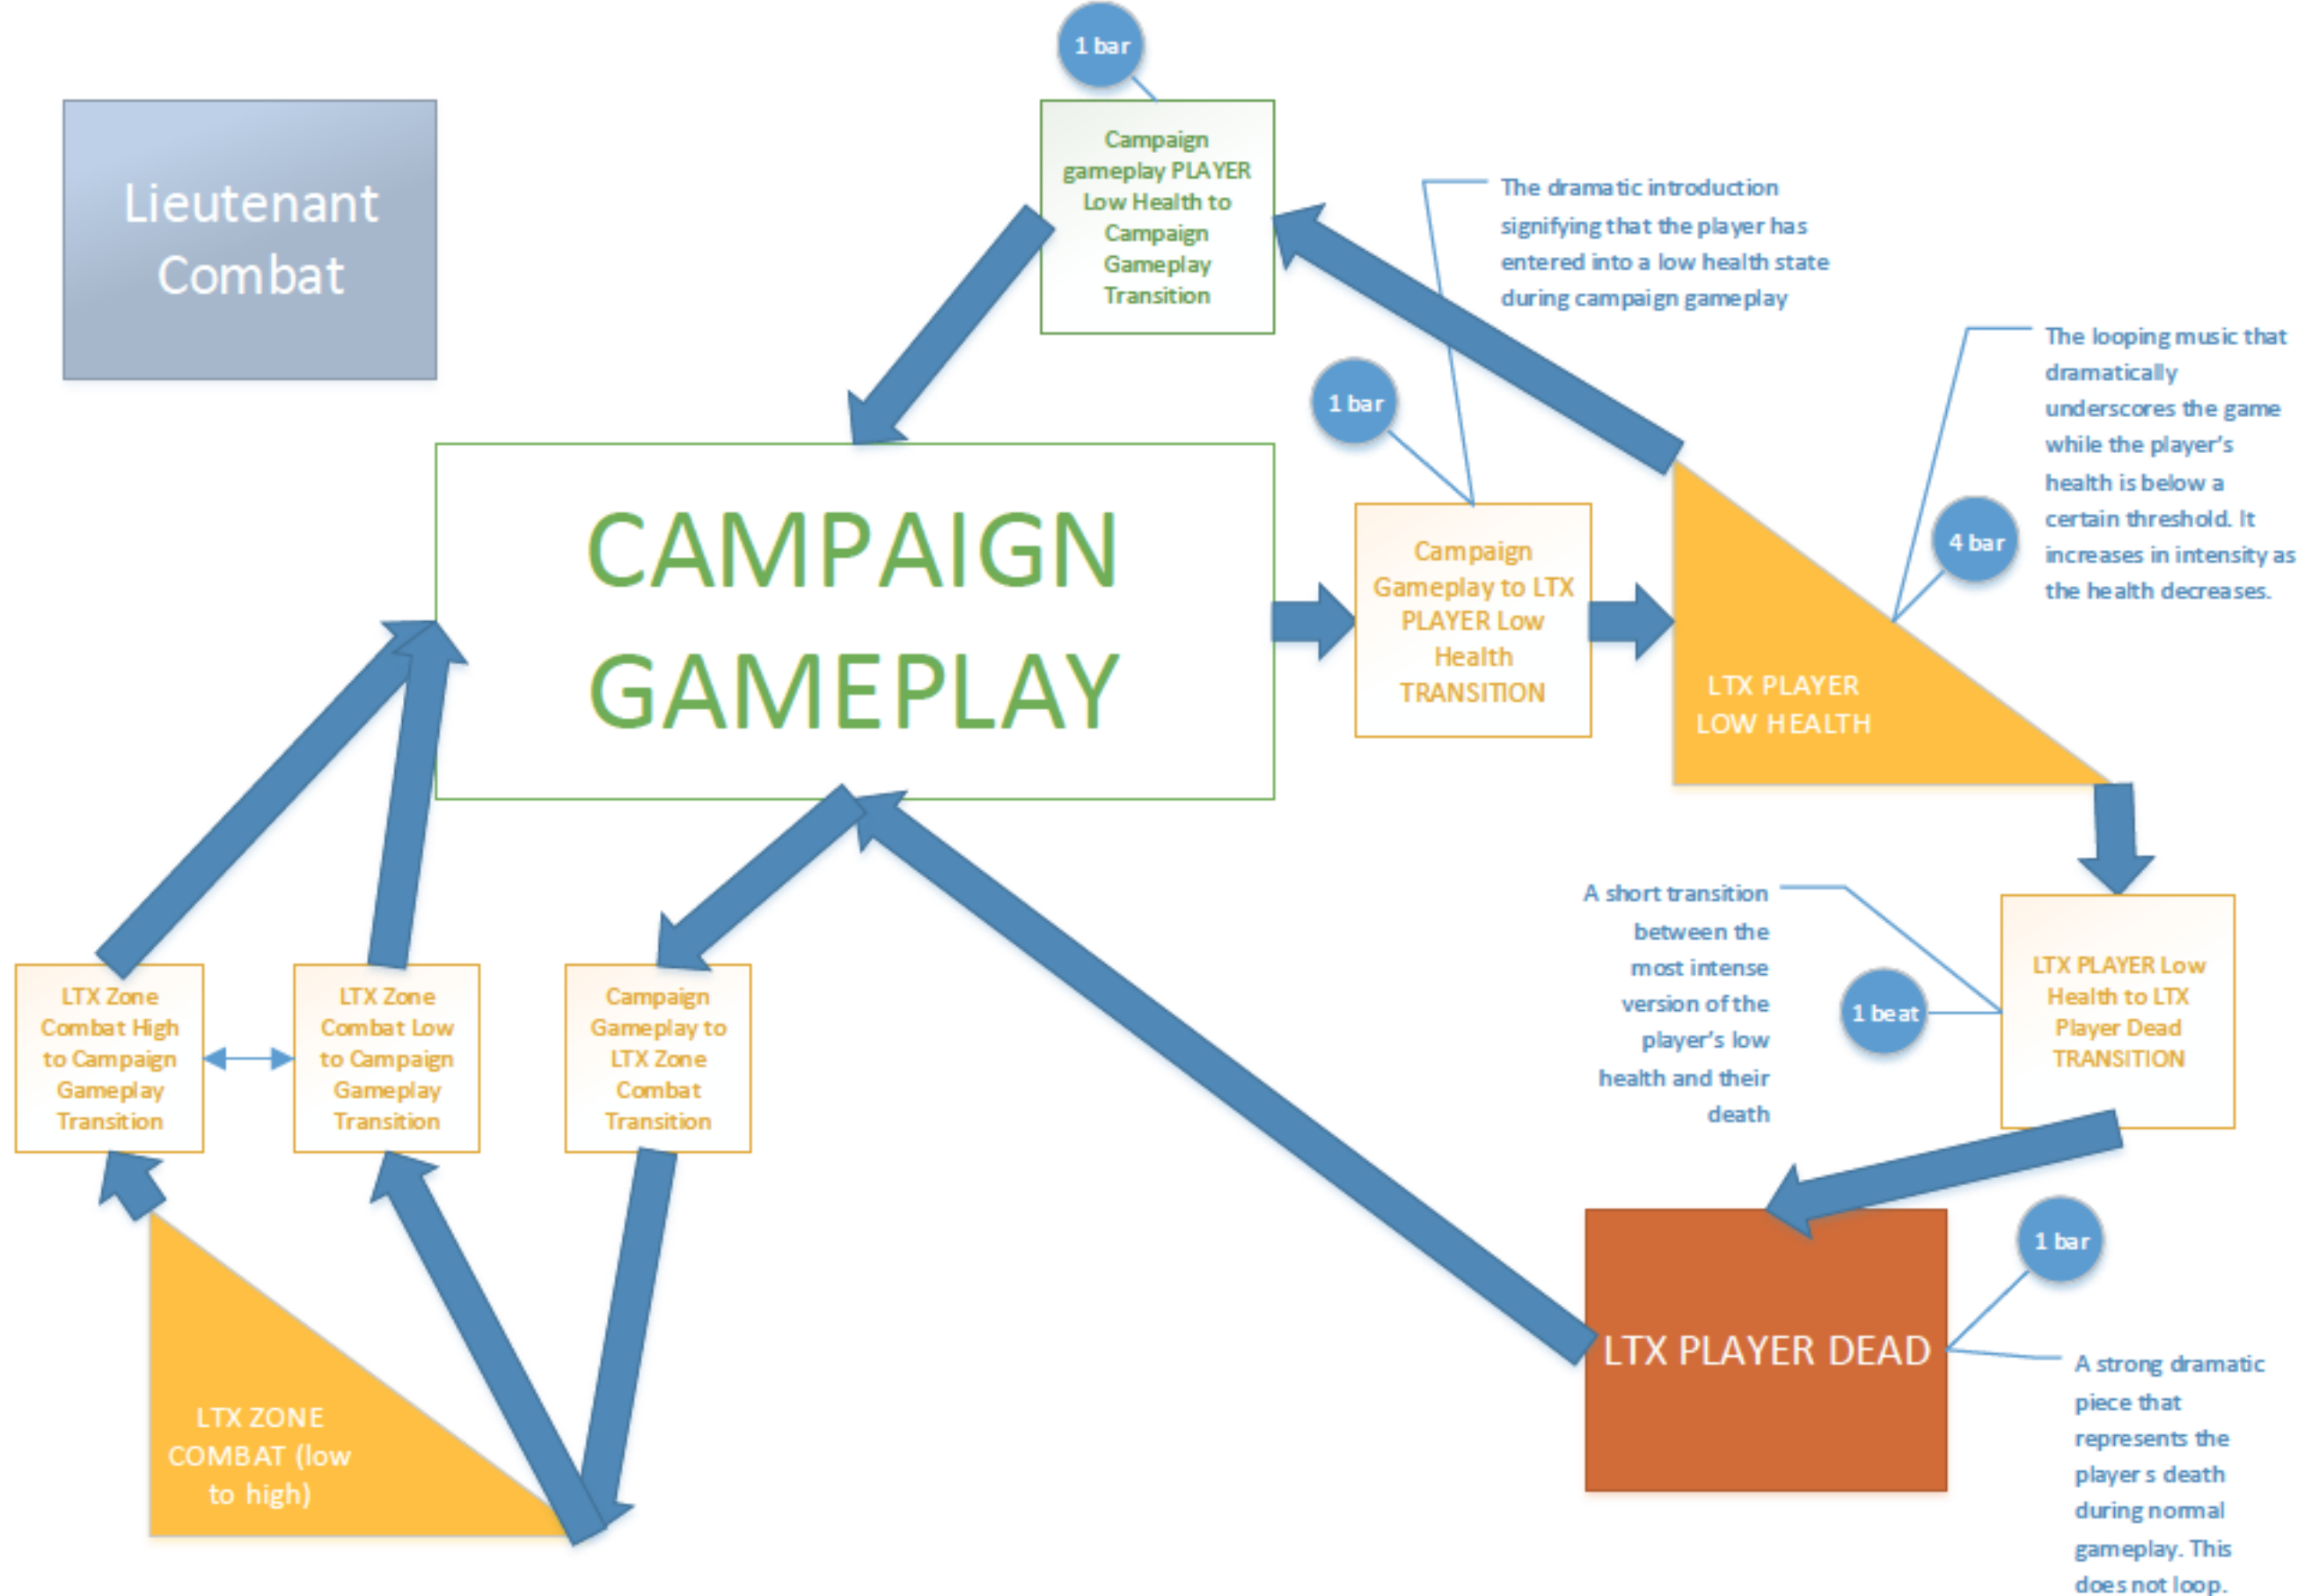 1 bar
Lieutenant
Combat
Campaign
gameplay PLAYER
Low Health to
Campaign
Gameplay
Transition
The dramatic introduction
signifying that the player has
entered into a low health state
during campaign gameplay
The looping music that
dramatically
underscores the game
while the player's
health is below a
certain threshold. It
increases in intensity as
the health decreases.
1 bar
4 bar
CAMPAIGN
GAMEPLAY
Campaign
Gameplay to LTX
PLAYER Low
Health
TRANSITION
LTX PLAYER
LOW HEALTH
A short transition
between the
most intense
version of the
player's low
health and their
death
1 beat
LTX PLAYER Low
Health to LTX
Player Dead
TRANSITION
LTX Zone
Combat High
to Campaign
Gameplay
Transition
LTX Zone
Combat Low
to Campaign
Gameplay
Transition
Campaign
Gameplay to
LTX Zone
Combat
Transition
1 bar
LTX PLAYER DEAD
A strong dramatic
piece that
represents the
player s death
during normal
gameplay. This
does not loop.
LTX ZONE
COMBAT (low
to high)